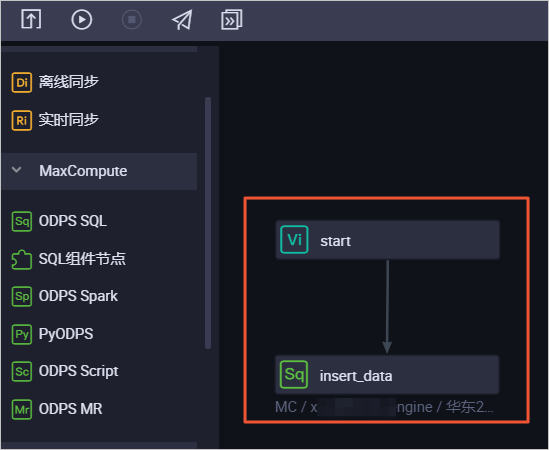 Di 离线同步
Ri 实时同步
MaxCompute
Sq ODPS SQL
SQL组件节点
Sp ODPS Spark
Py PyODPS
Sc ODPS Script
Mr ODPS MR
Vi start
Sq insert_data
MC / x ngine / 华东2...